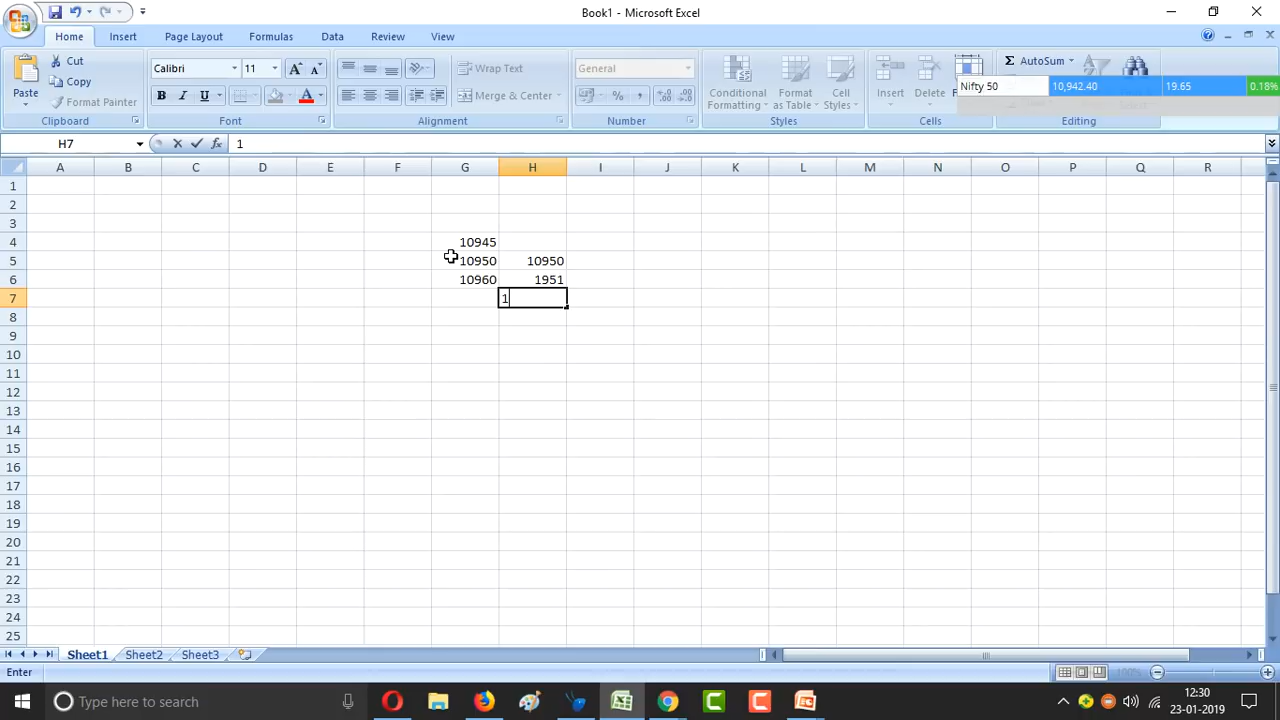 Book1 - Microsoft Excel
Home Insert Page Layout Formulas Data Review View
Paste
Cut
Copy
Format Painter
Clipboard
Calibri 11
B I U
Font
Wrap Text
Merge & Center
Alignment
General
Number
Conditional Formatting
Format as Table
Cell Styles
Styles
Insert
Delete
Cells
Σ AutoSum
Editing
Nifty 50 10,942.40 19.65 0.18%
H7 fx 1
A B C D E F G H I J K L M N O P Q R
1
2
3
4 10945
5 10950 10950
6 10960 1951
7 1
8
9
10
11
12
13
14
15
16
17
18
19
20
21
22
23
24
25
Sheet1 Sheet2 Sheet3
Enter 100%
Type here to search
12:30
23-01-2019